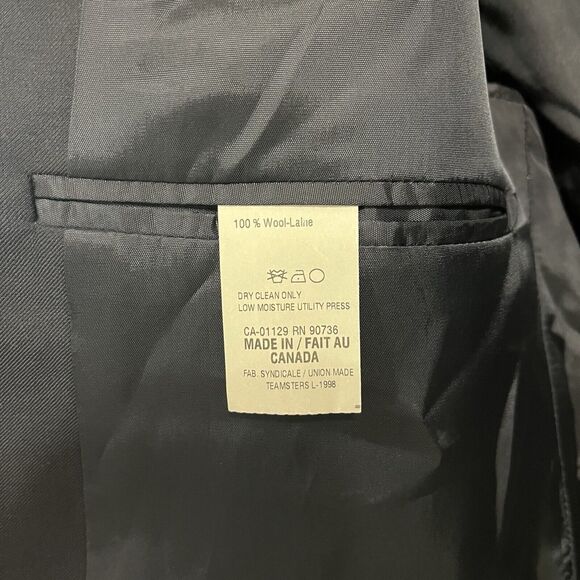 100 % Wool-Laine
DRY CLEAN ONLY
LOW MOISTURE UTILITY PRESS
CA-01129 RN 90736
MADE IN / FAIT AU
CANADA
FAB. SYNDICALE / UNION MADE
TEAMSTERS L-1998